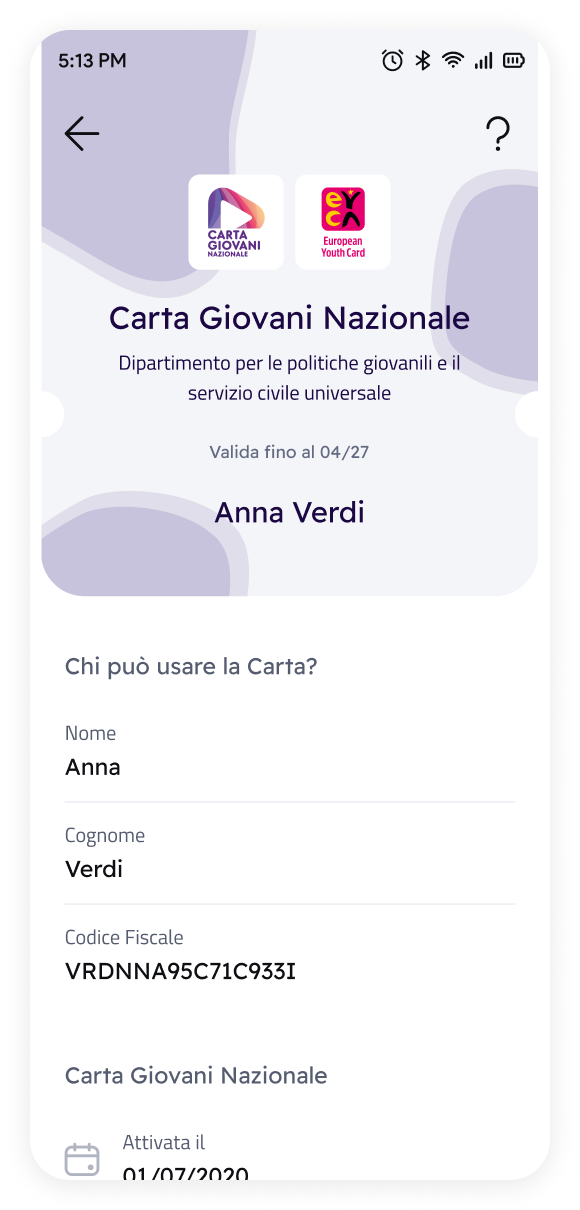 5:13 PM
CARTA
GIOVANI
NAZIONALE
eyca
European
Youth Card
Carta Giovani Nazionale
Dipartimento per le politiche giovanili e il
servizio civile universale
Valida fino al 04/27
Anna Verdi
Chi può usare la Carta?
Nome
Anna
Cognome
Verdi
Codice Fiscale
VRDNNA95C71C933I
Carta Giovani Nazionale
Attivata il
01/07/2020